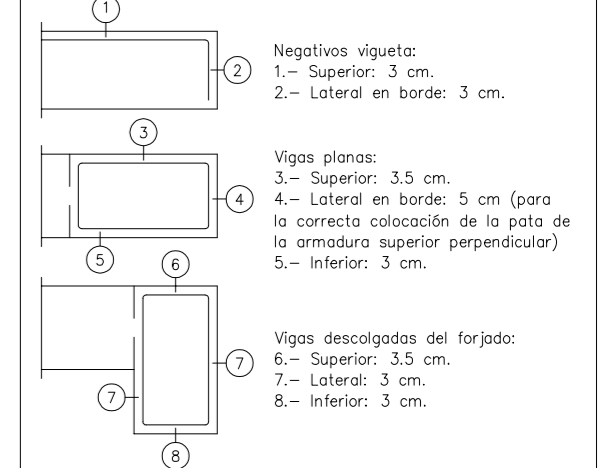 1
2
Negativos vigueta:
1.– Superior: 3 cm.
2.– Lateral en borde: 3 cm.
3
4
5
Vigas planas:
3.– Superior: 3.5 cm.
4.– Lateral en borde: 5 cm (para
la correcta colocación de la pata de
la armadura superior perpendicular)
5.– Inferior: 3 cm.
6
7
7
8
Vigas descolgadas del forjado:
6.– Superior: 3.5 cm.
7.– Lateral: 3 cm.
8.– Inferior: 3 cm.